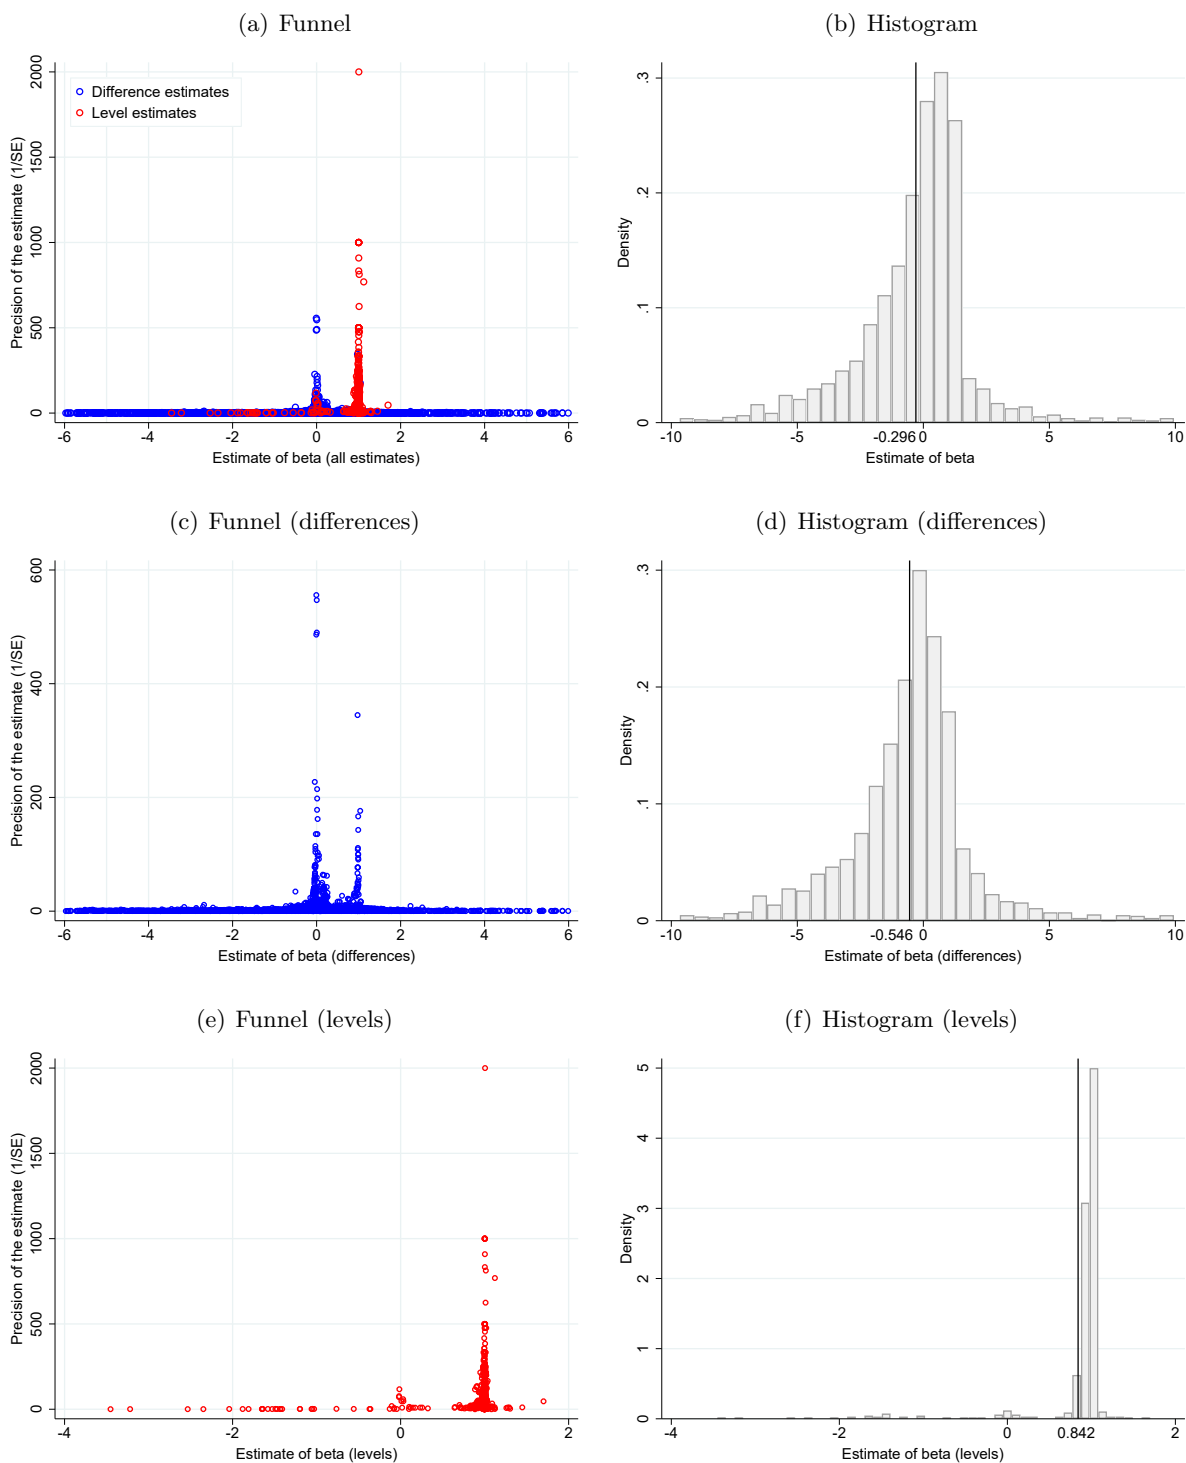 (a) Funnel
2000
1500
1000
500
0
Precision of the estimate (1/SE)
Difference estimates
Level estimates
-6 -4 -2 0 2 4 6
Estimate of beta (all estimates)
(b) Histogram
.3
.2
.1
0
Density
-10 -5 -0.296 0 5 10
Estimate of beta
(c) Funnel (differences)
600
400
200
0
Precision of the estimate (1/SE)
-6 -4 -2 0 2 4 6
Estimate of beta (differences)
(d) Histogram (differences)
.3
.2
.1
0
Density
-10 -5 -0.546 0 5 10
Estimate of beta (differences)
(e) Funnel (levels)
2000
1500
1000
500
0
Precision of the estimate (1/SE)
-4 -2 0 2
Estimate of beta (levels)
(f) Histogram (levels)
5
4
3
2
1
0
Density
-4 -2 0 0.842 2
Estimate of beta (levels)